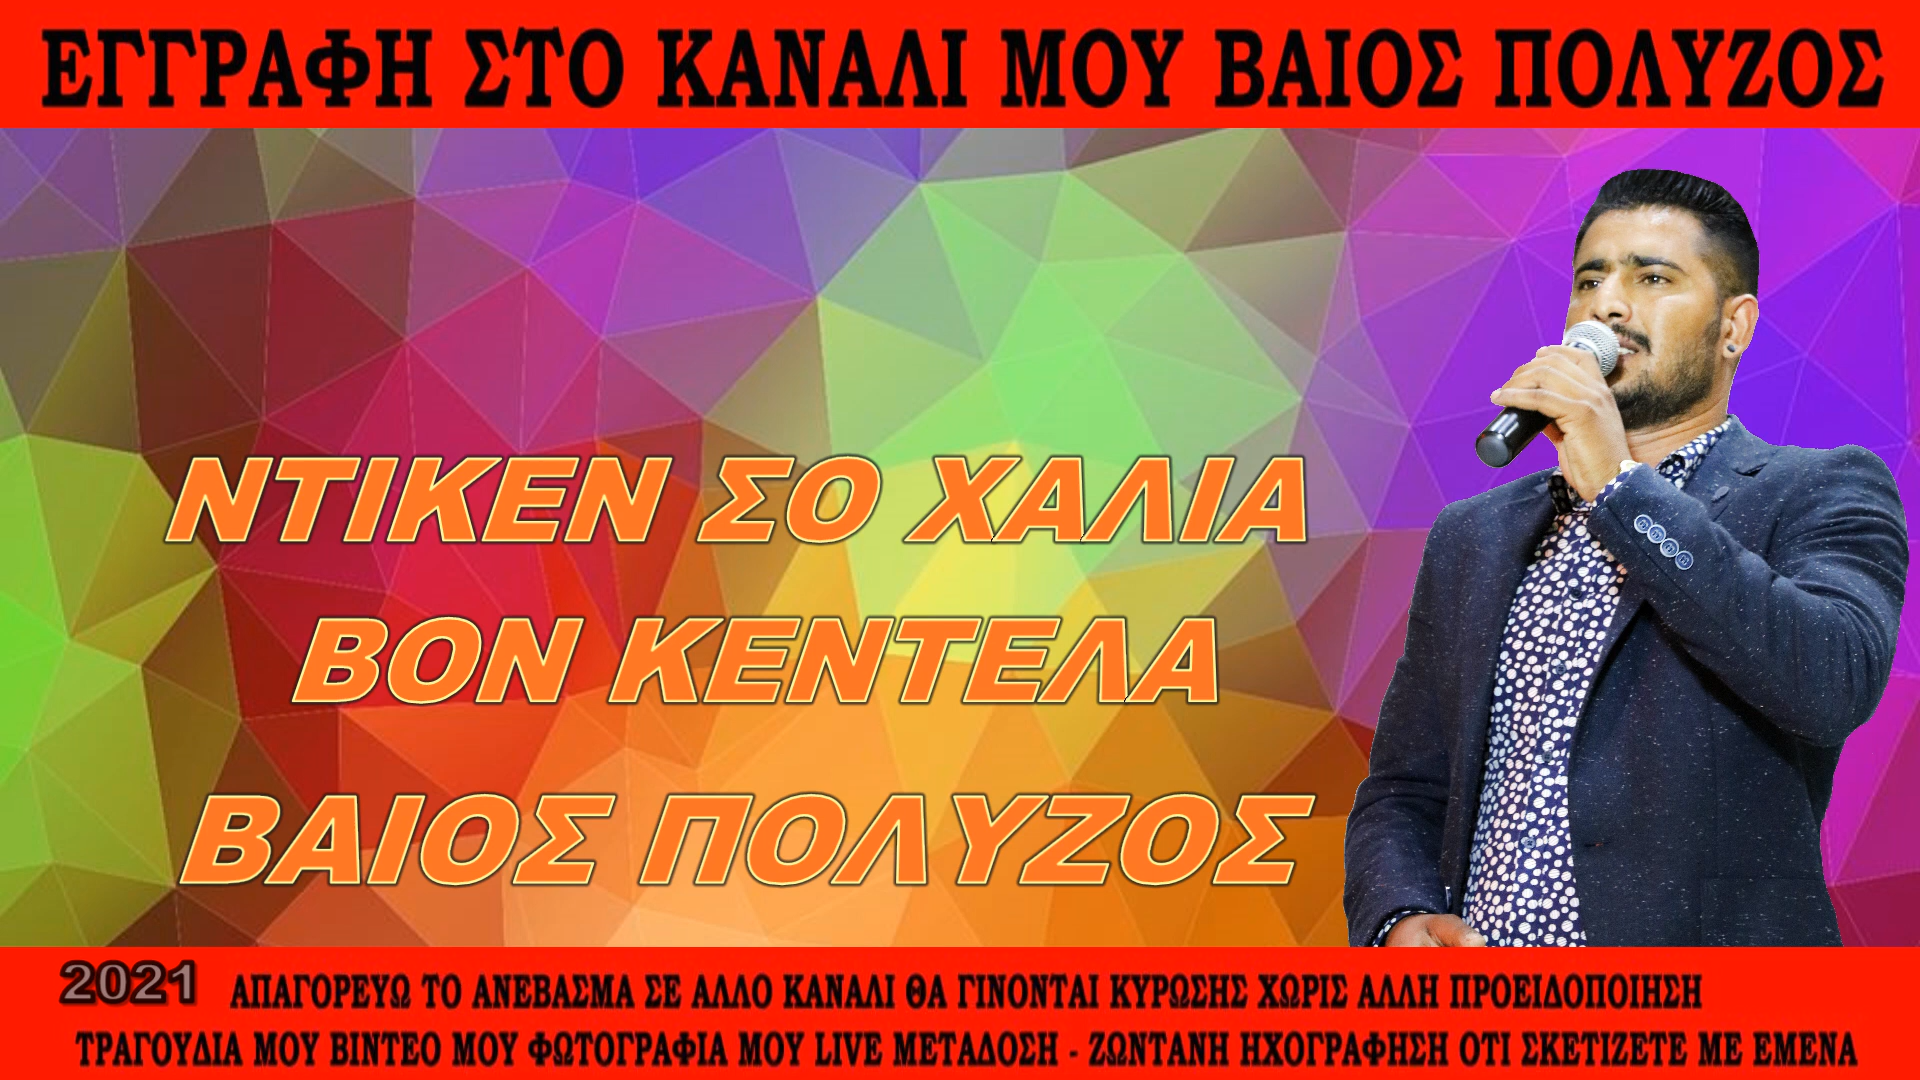 ΕΓΓΡΑΦΗ ΣΤΟ ΚΑΝΑΛΙ ΜΟΥ ΒΑΙΟΣ ΠΟΛΥΖΟΣ
ΝΤΙΚΕΝ ΣΟ ΧΑΛΙΑ
ΒΟΝ ΚΕΝΤΕΛΑ
ΒΑΙΟΣ ΠΟΛΥΖΟΣ
2021 ΑΠΑΓΟΡΕΥΩ ΤΟ ΑΝΕΒΑΣΜΑ ΣΕ ΑΛΛΟ ΚΑΝΑΛΙ ΘΑ ΓΙΝΟΝΤΑΙ ΚΥΡΩΣΗΣ ΧΩΡΙΣ ΑΛΛΗ ΠΡΟΕΙΔΟΠΟΙΗΣΗ
ΤΡΑΓΟΥΔΙΑ ΜΟΥ ΒΙΝΤΕΟ ΜΟΥ ΦΩΤΟΓΡΑΦΙΑ ΜΟΥ LIVE ΜΕΤΑΔΟΣΗ - ΖΩΝΤΑΝΗ ΗΧΟΓΡΑΦΗΣΗ ΟΤΙ ΣΚΕΤΙΖΕΤΕ ΜΕ ΕΜΕΝΑ